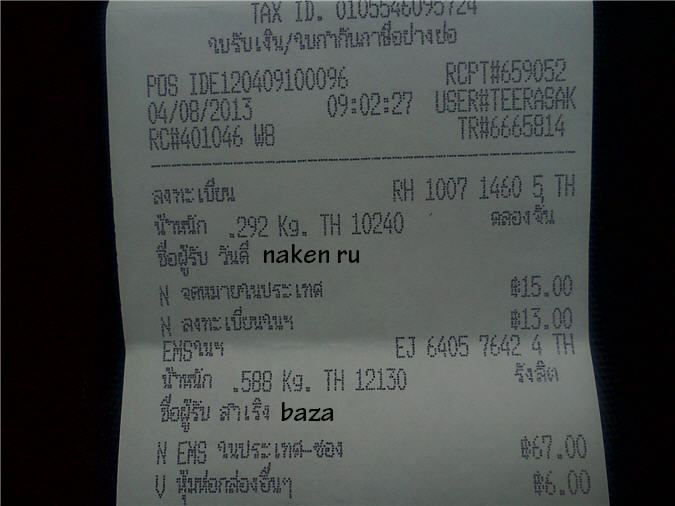 TAX ID. 0105546095724
ใบรับเงิน/ใบกำกับภาษีอย่างย่อ
POS IDE120409100096 RCPT#659052
04/08/2013 09:02:27 USER#TEERASAK
RC#401046 W8 TR#6665814
ลงทะเบียน RH 1007 1460 5 TH
น้ำหนัก .292 Kg. TH 10240 คลองจั่น
ชื่อผู้รับ วันดี naken ru
N จดหมายในประเทศ ฿15.00
N ลงทะเบียนในฯ ฿13.00
EMSในฯ EJ 6405 7642 4 TH
น้ำหนัก .588 Kg. TH 12130 รังสิต
ชื่อผู้รับ สำเริง baza
N EMS ในประเทศ-ซอง ฿67.00
V หุ้มห่อกล่องอื่นๆ ฿6.00